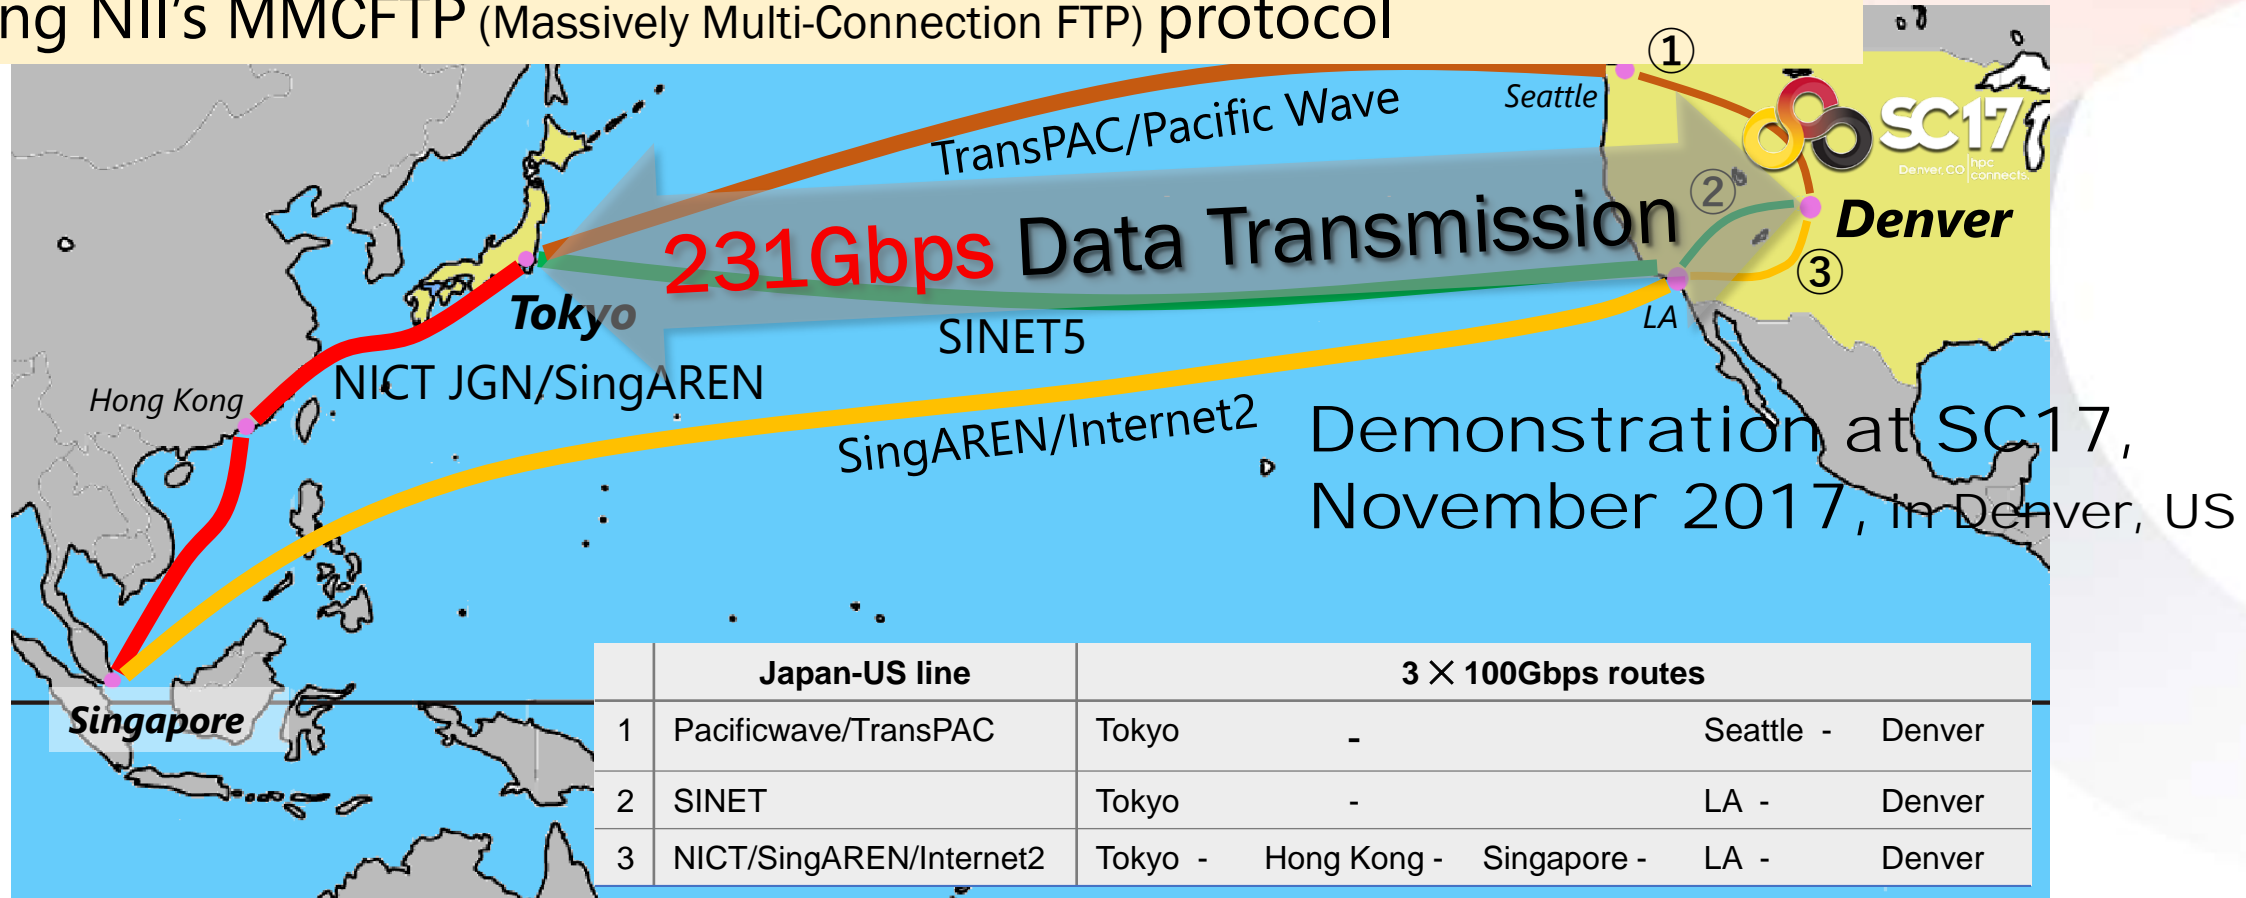 ng NII's MMCFTP (Massively Multi-Connection FTP) protocol
①
Seattle
TransPAC/Pacific Wave
SC17
Denver, CO hpc
connects.
②
231Gbps Data Transmission
Denver
③
Tokyo
LA
SINET5
NICT JGN/SingAREN
Hong Kong
SingAREN/Internet2
Demonstration at SC17,
November 2017, in Denver, US
Singapore
Japan-US line 3 × 100Gbps routes
1 Pacificwave/TransPAC Tokyo - Seattle - Denver
2 SINET Tokyo - LA - Denver
3 NICT/SingAREN/Internet2 Tokyo - Hong Kong - Singapore - LA - Denver